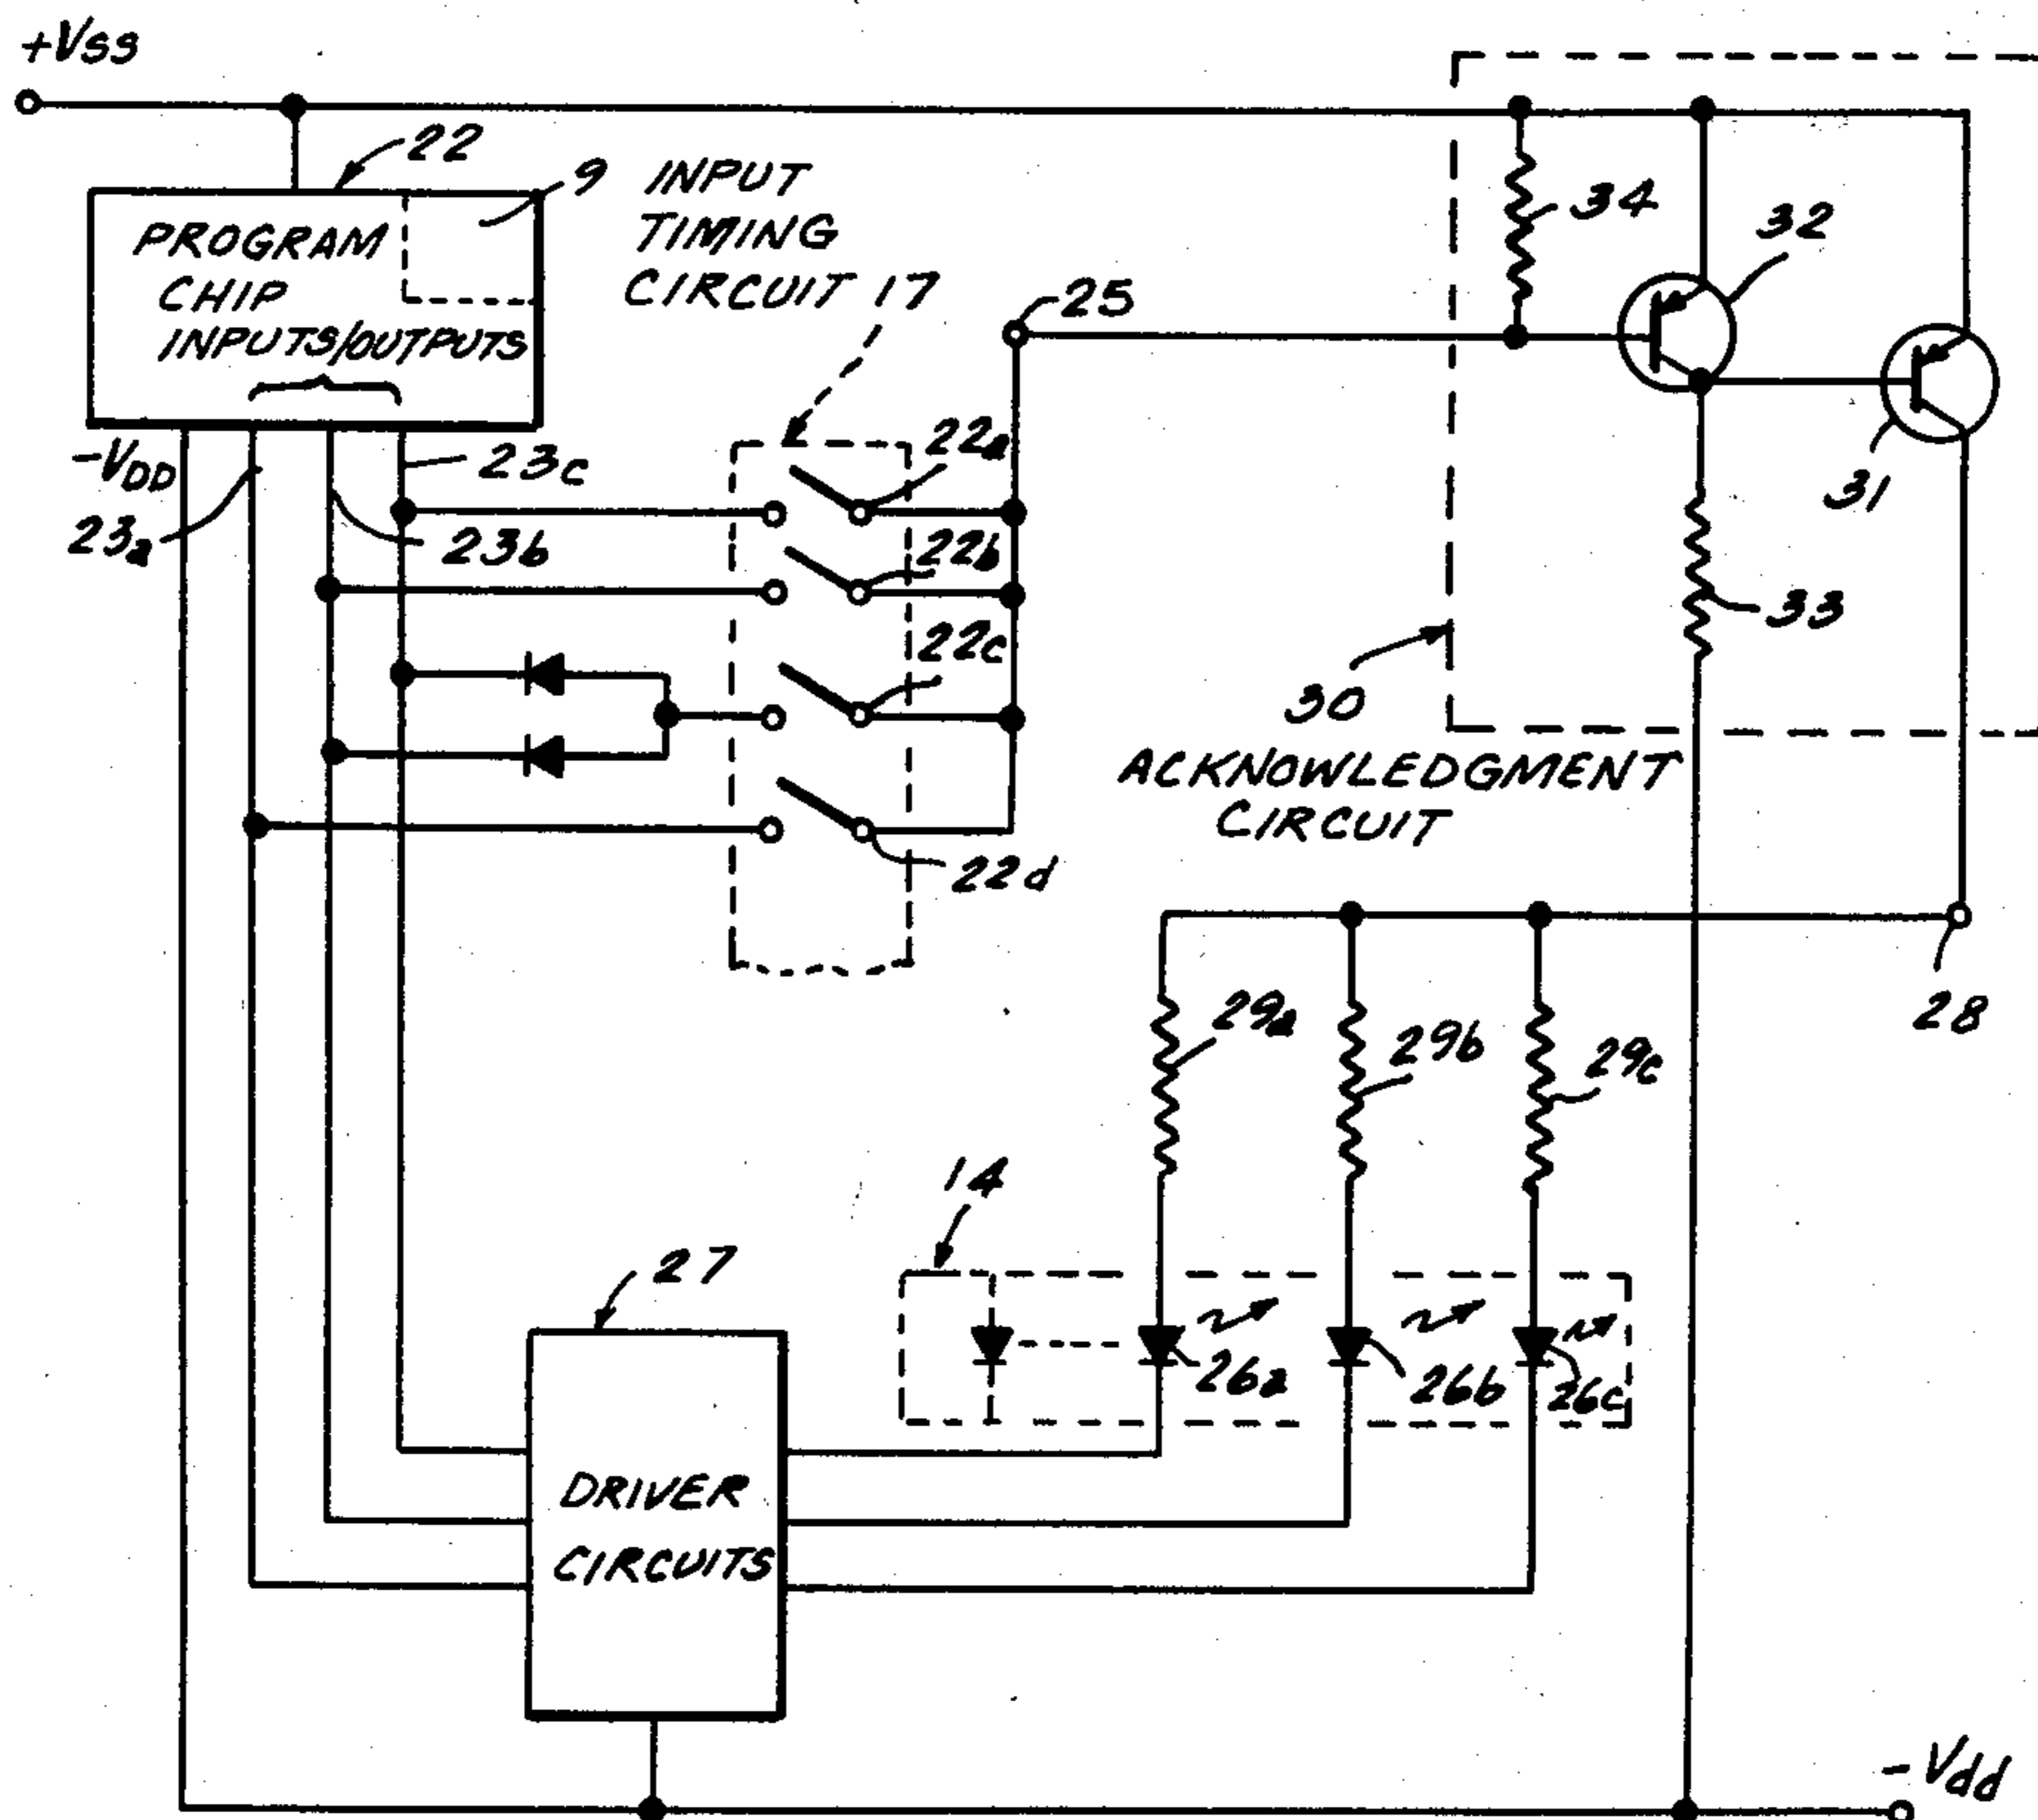 +Vss
22
9 INPUT
TIMING
CIRCUIT
17
PROGRAM
CHIP
INPUTS/OUTPUTS
34
32
25
31
-VDD
23a
23b
23c
22a
22b
22c
22d
33
30
ACKNOWLEDGMENT
CIRCUIT
28
29a
29b
29c
14
27
26a
26b
26c
DRIVER
CIRCUITS
-Vdd